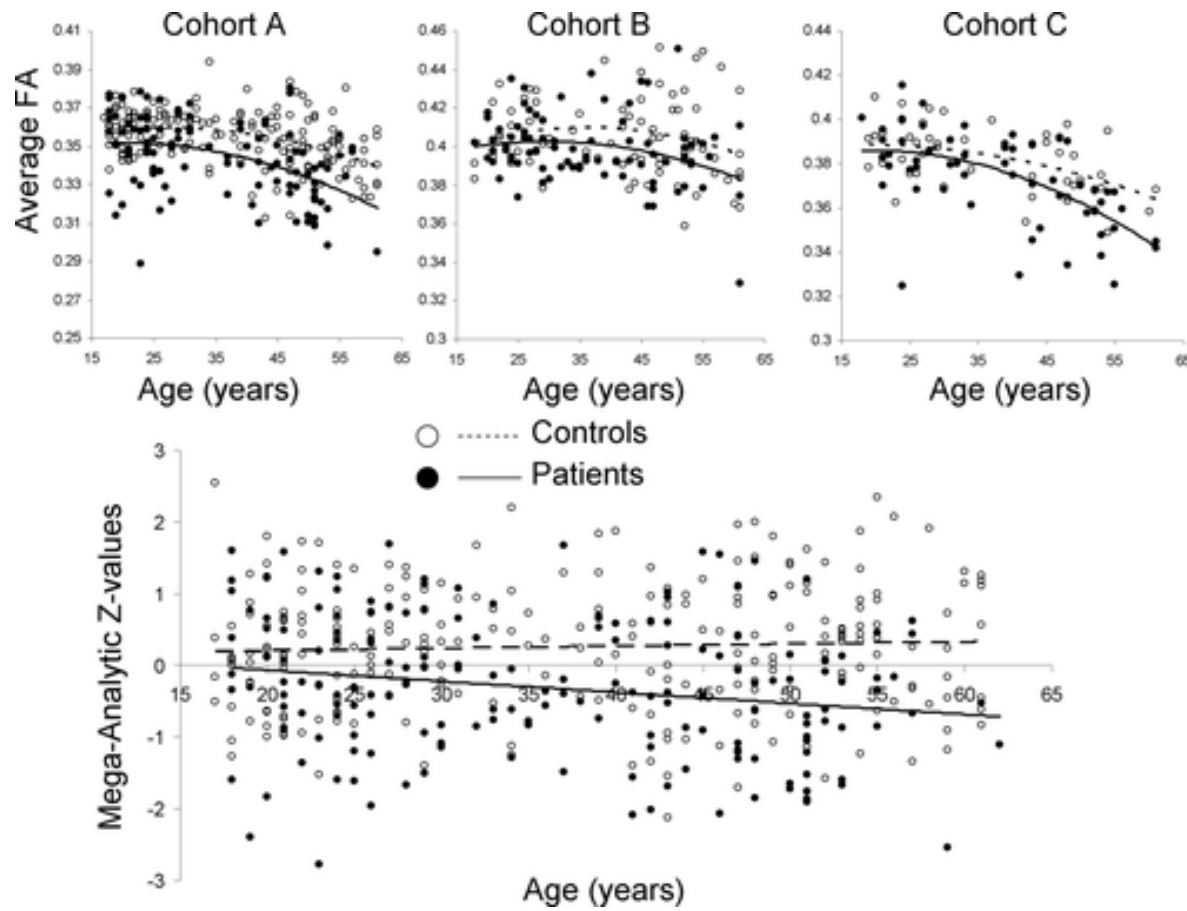 Cohort A
Cohort B
Cohort C
Average FA
0.41
0.39
0.37
0.35
0.33
0.31
0.29
0.27
0.25
15 25 35 45 55 65
Age (years)
0.46
0.44
0.42
0.4
0.38
0.36
0.34
0.32
0.3
15 25 35 45 55 65
Age (years)
0.44
0.42
0.4
0.38
0.36
0.34
0.32
0.3
15 25 35 45 55 65
Age (years)
Controls
Patients
Mega-Analytic Z-values
3
2
1
0
-1
-2
-3
15 20 25 30 35 40 45 50 55 60 65
Age (years)